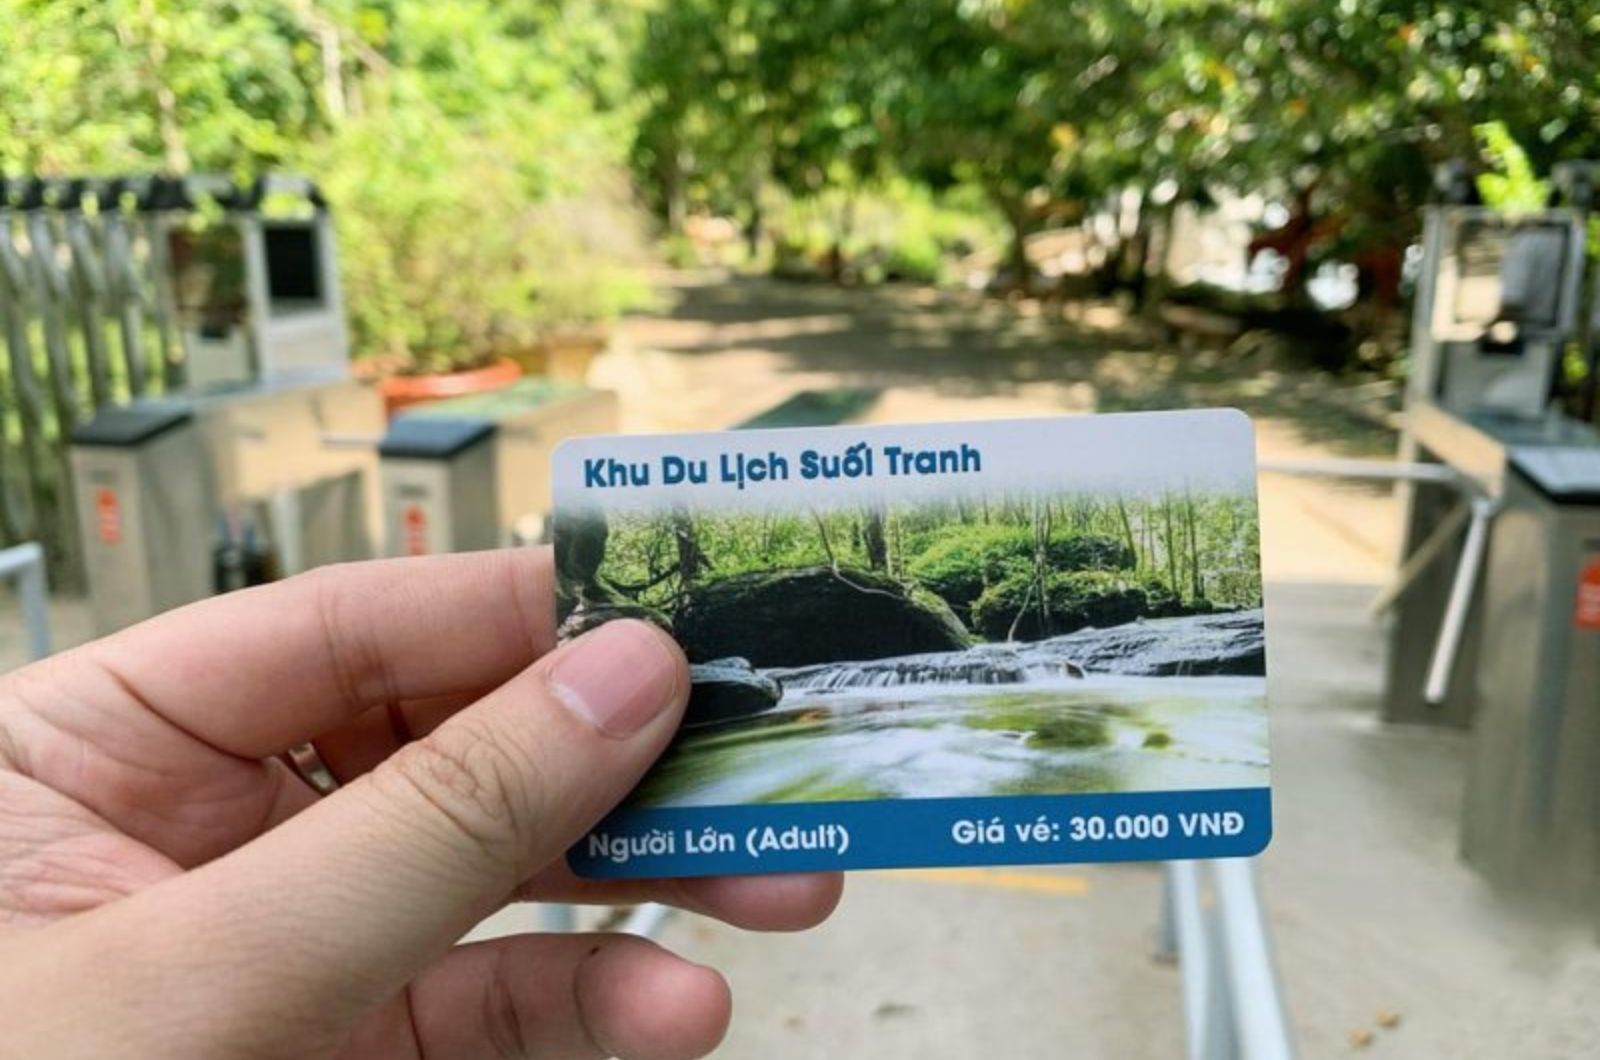 Khu Du Lịch Suối Tranh
Người Lớn (Adult)
Giá vé: 30.000 VNĐ